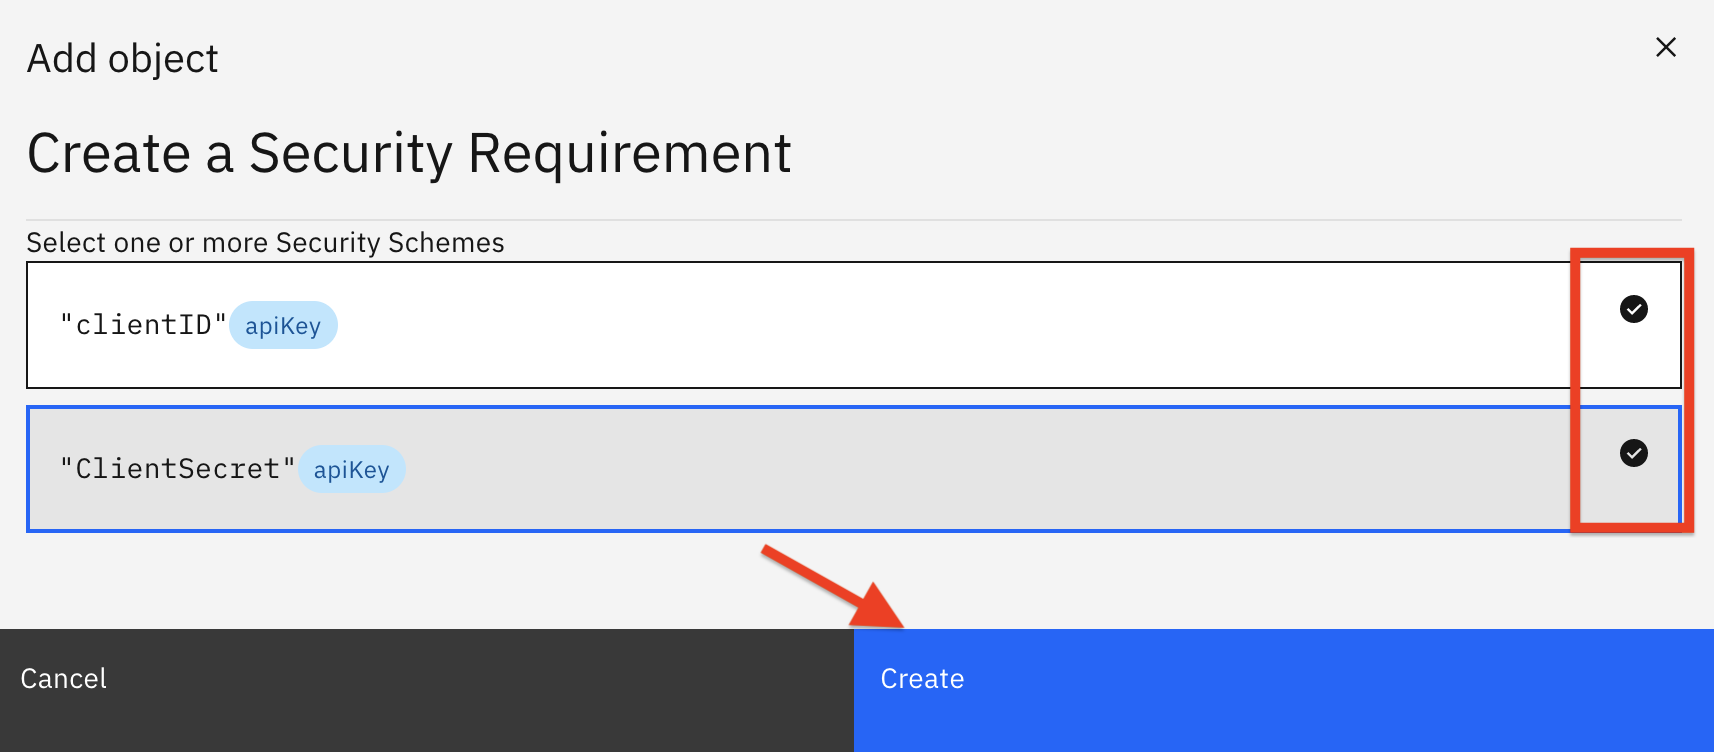 Add object
Create a Security Requirement
Select one or more Security Schemes
"clientID" apiKey
"ClientSecret" apiKey
Cancel
Create